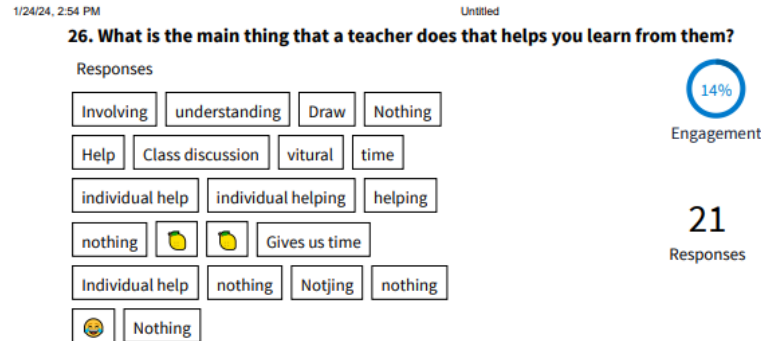 1/24/24, 2:54 PM Untitled
26. What is the main thing that a teacher does that helps you learn from them?
Responses
14%
Engagement
Involving understanding Draw Nothing
Help Class discussion vitural time
individual help individual helping helping
nothing 🍋 🍋 Gives us time
21
Responses
Individual help nothing Notjing nothing
😂 Nothing